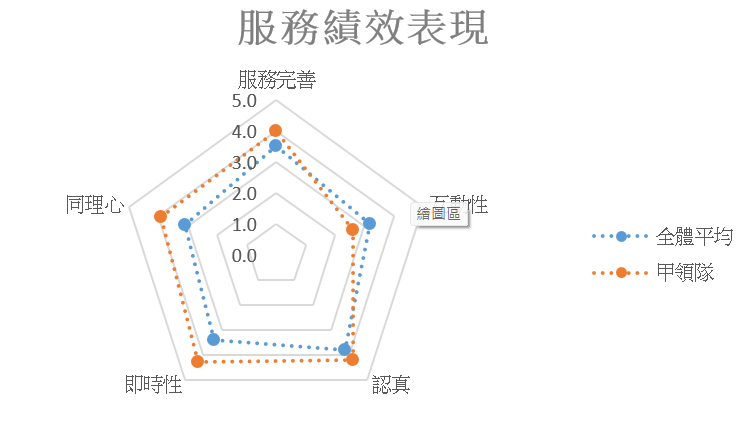 服務績效表現
服務完善
5.0
4.0
3.0
2.0
1.0
0.0
同理心
互動性
繪圖區
即時性
認真
全體平均
甲領隊